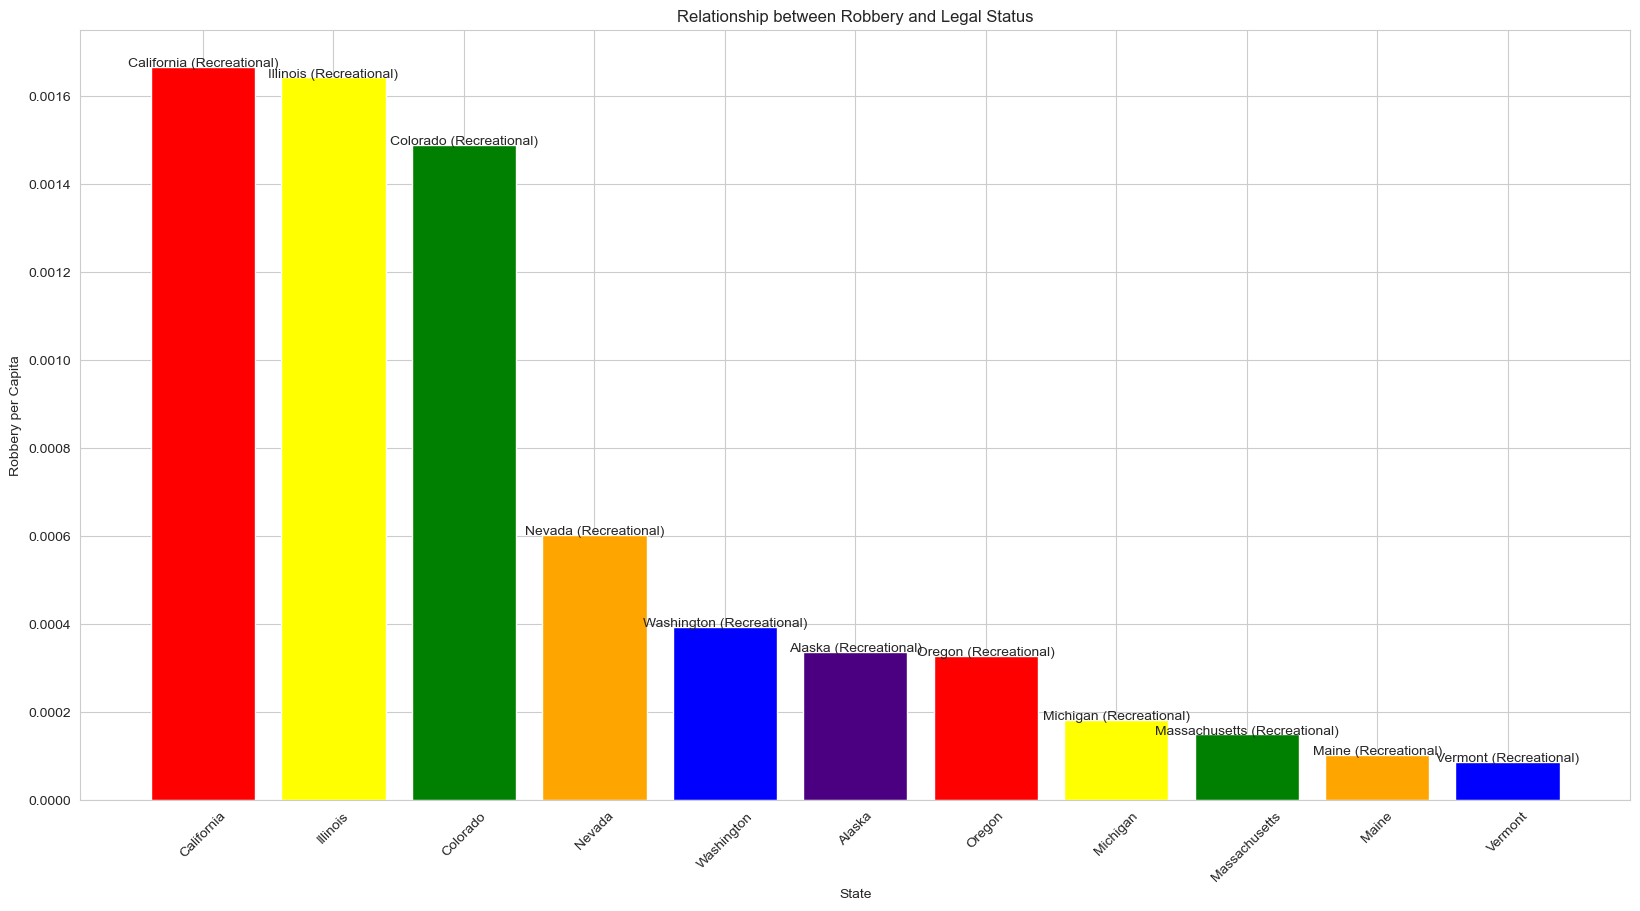 Relationship between Robbery and Legal Status
California (Recreational)
Illinois (Recreational)
Colorado (Recreational)
Nevada (Recreational)
Washington (Recreational)
Alaska (Recreational)
Oregon (Recreational)
Michigan (Recreational)
Massachusetts (Recreational)
Maine (Recreational)
Vermont (Recreational)
Robbery per Capita
0.0016
0.0014
0.0012
0.0010
0.0008
0.0006
0.0004
0.0002
0.0000
California
Illinois
Colorado
Nevada
Washington
Alaska
Oregon
Michigan
Massachusetts
Maine
Vermont
State